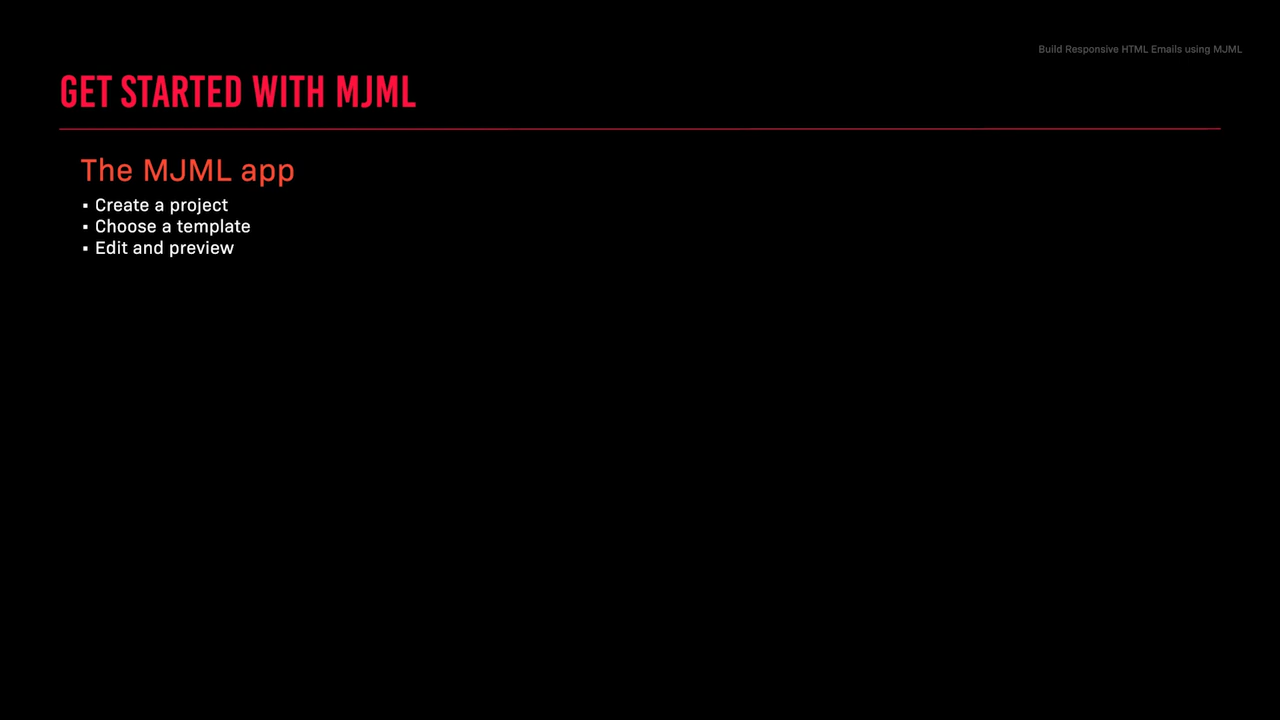 Build Responsive HTML Emails using MJML
GET STARTED WITH MJML
The MJML app
▪ Create a project
▪ Choose a template
▪ Edit and preview